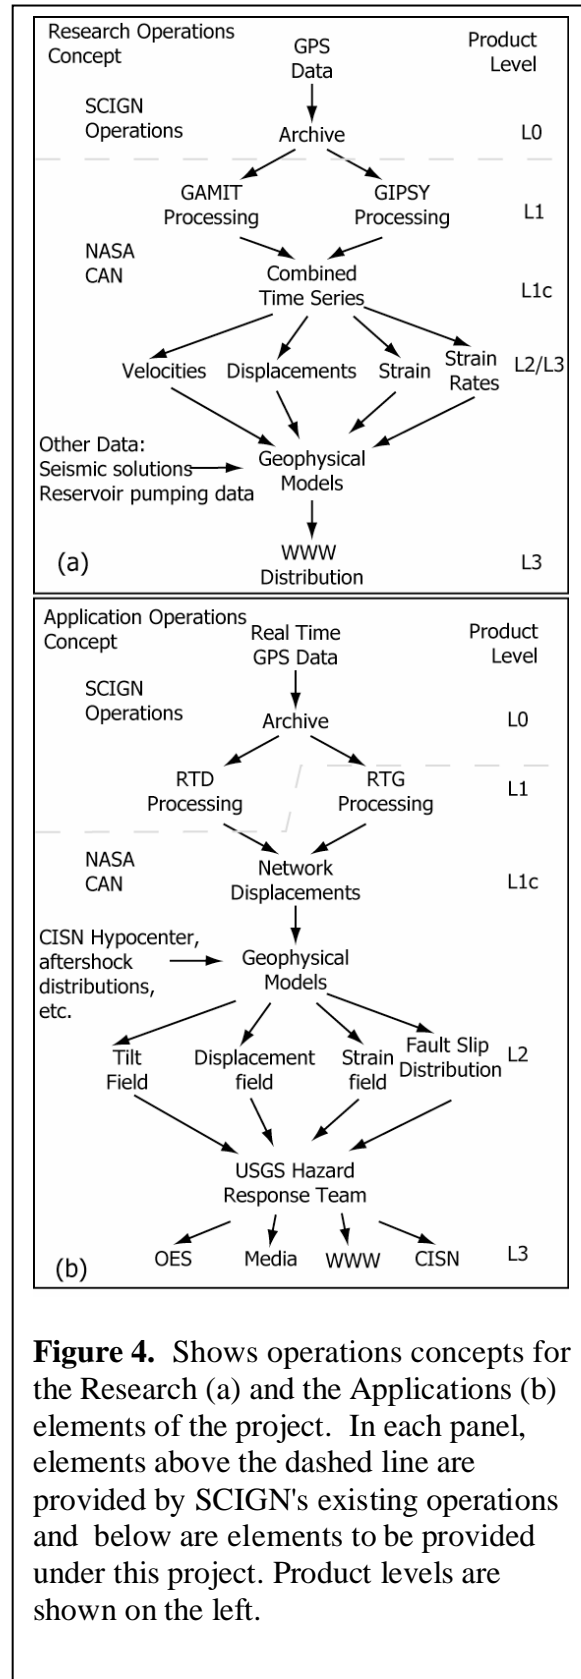 Research Operations
Concept
GPS
Data
Product
Level
SCIGN
Operations
Archive
L0
GAMIT
Processing
GIPSY
Processing
L1
NASA
CAN
Combined
Time Series
L1c
Velocities
Displacements
Strain
Strain
Rates
L2/L3
Other Data:
Seismic solutions
Reservoir pumping data
Geophysical
Models
WWW
Distribution
L3
(a)
Application Operations
Concept
Real Time
GPS Data
Product
Level
SCIGN
Operations
Archive
L0
RTD
Processing
RTG
Processing
L1
NASA
CAN
Network
Displacements
L1c
CISN Hypocenter,
aftershock
distributions,
etc.
Geophysical
Models
Tilt
Field
Displacement
field
Strain
field
Fault Slip
Distribution
L2
USGS Hazard
Response Team
OES
Media
WWW
CISN
L3
(b)
Figure 4.  Shows operations concepts for
the Research (a) and the Applications (b)
elements of the project.  In each panel,
elements above the dashed line are
provided by SCIGN's existing operations
and  below are elements to be provided
under this project. Product levels are
shown on the left.